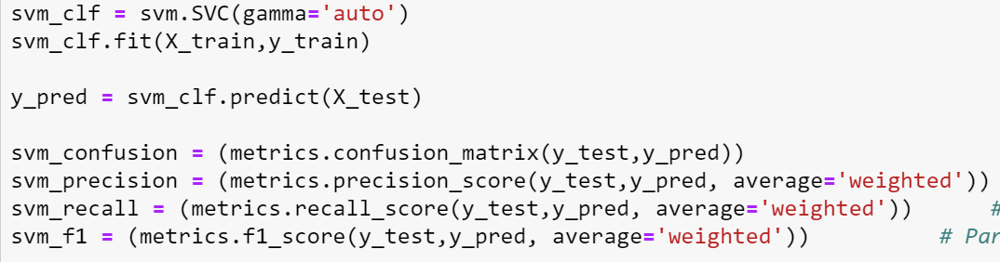 svm_clf = svm.SVC(gamma='auto')
svm_clf.fit(X_train,y_train)
y_pred = svm_clf.predict(X_test)
svm_confusion = (metrics.confusion_matrix(y_test,y_pred))
svm_precision = (metrics.precision_score(y_test,y_pred, average='weighted'))
svm_recall = (metrics.recall_score(y_test,y_pred, average='weighted')) #
svm_f1 = (metrics.f1_score(y_test,y_pred, average='weighted')) # Par